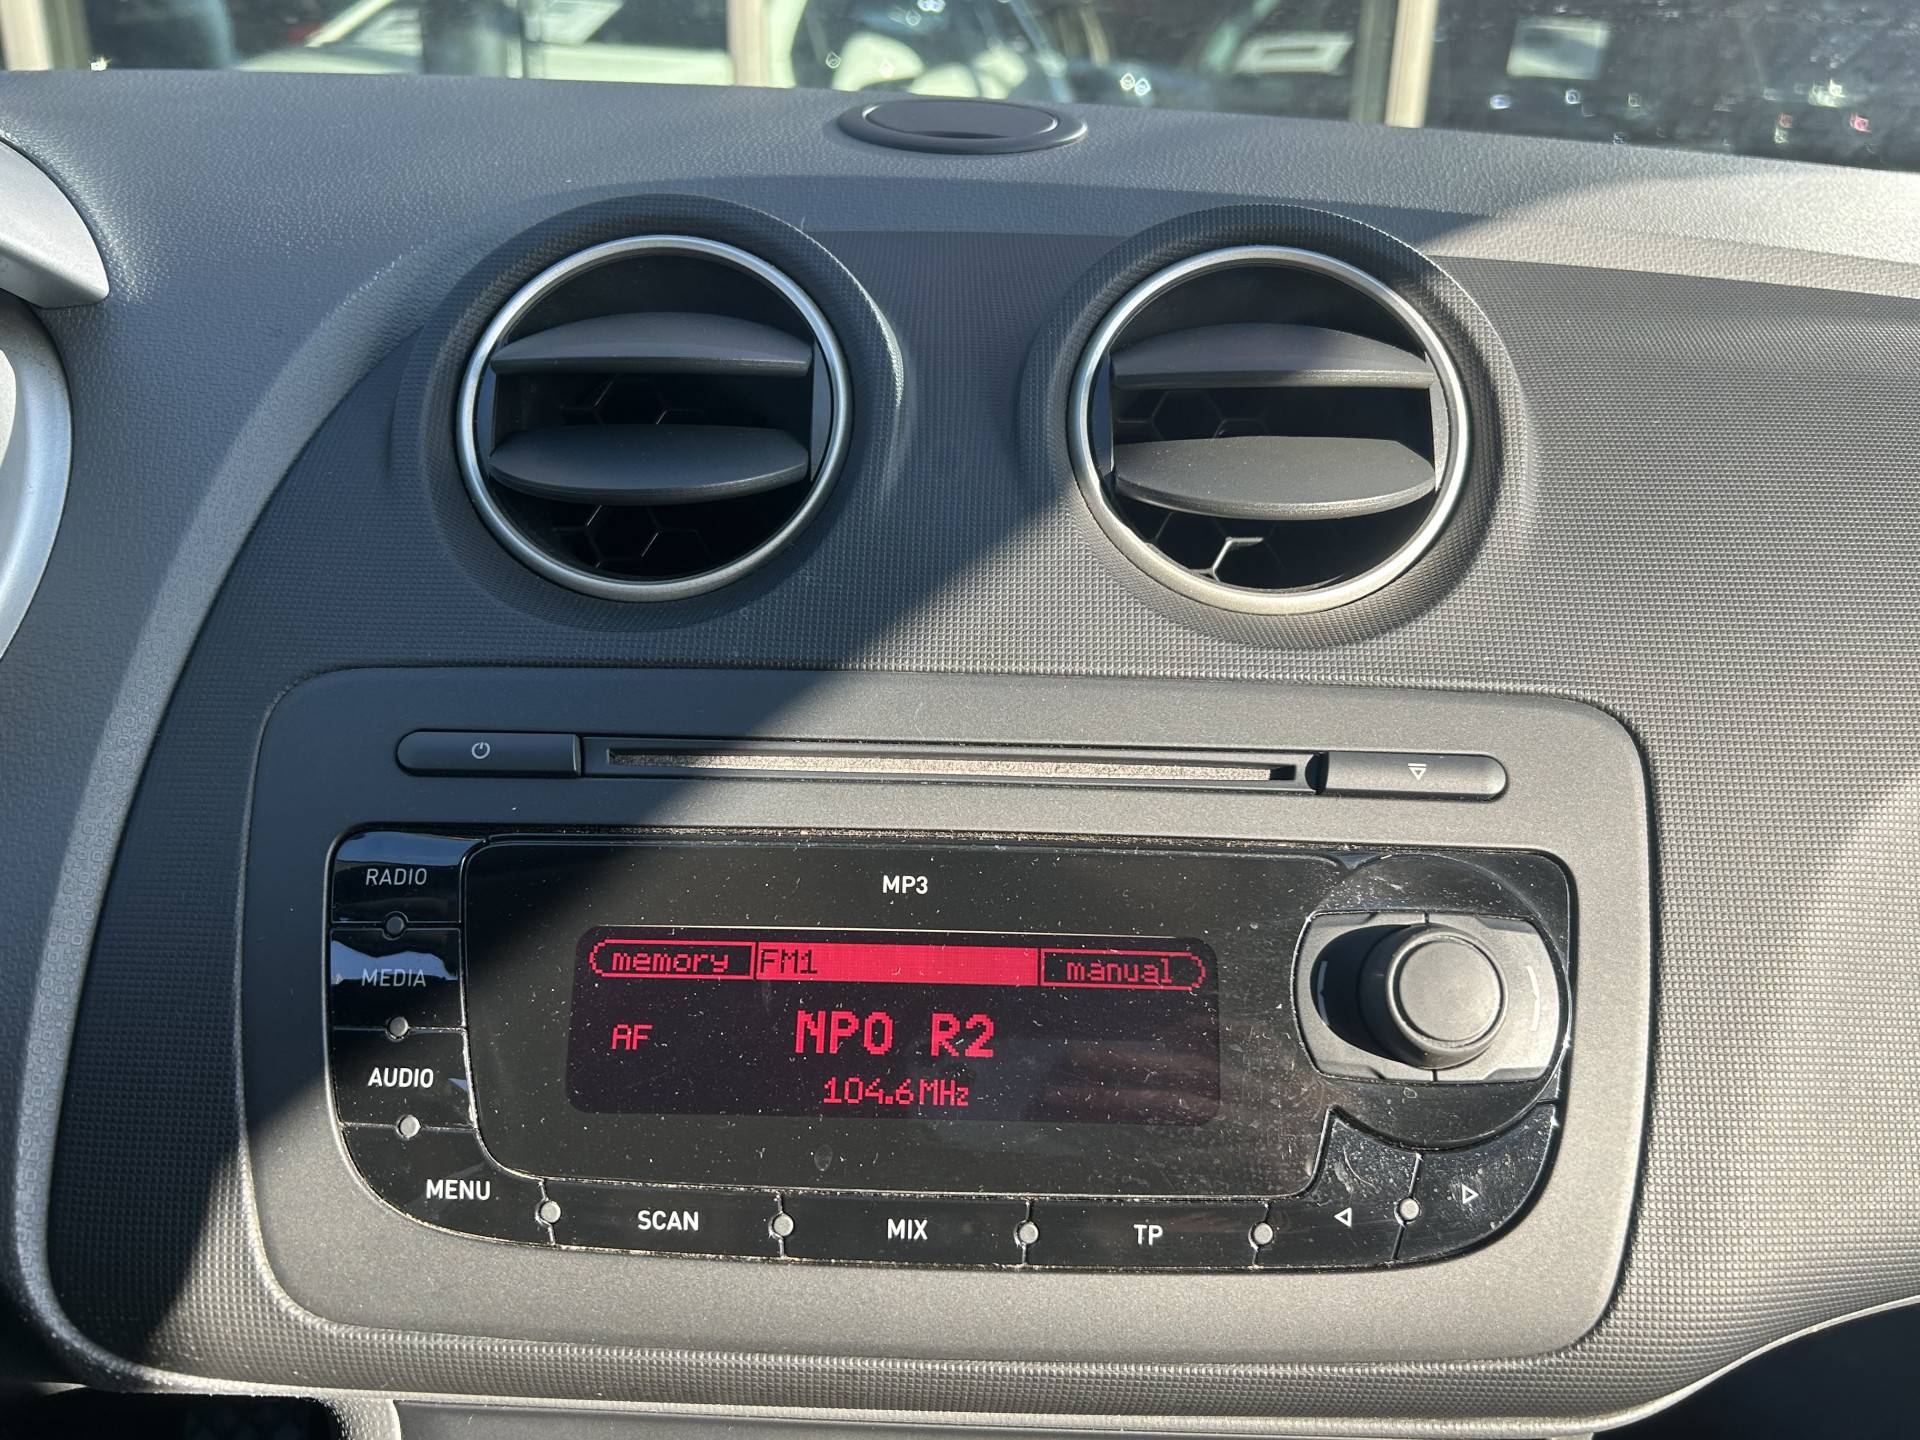 RADIO
MP3
memory FM1 manual
MEDIA
AF NPO R2
104.6MHz
AUDIO
MENU
SCAN MIX TP